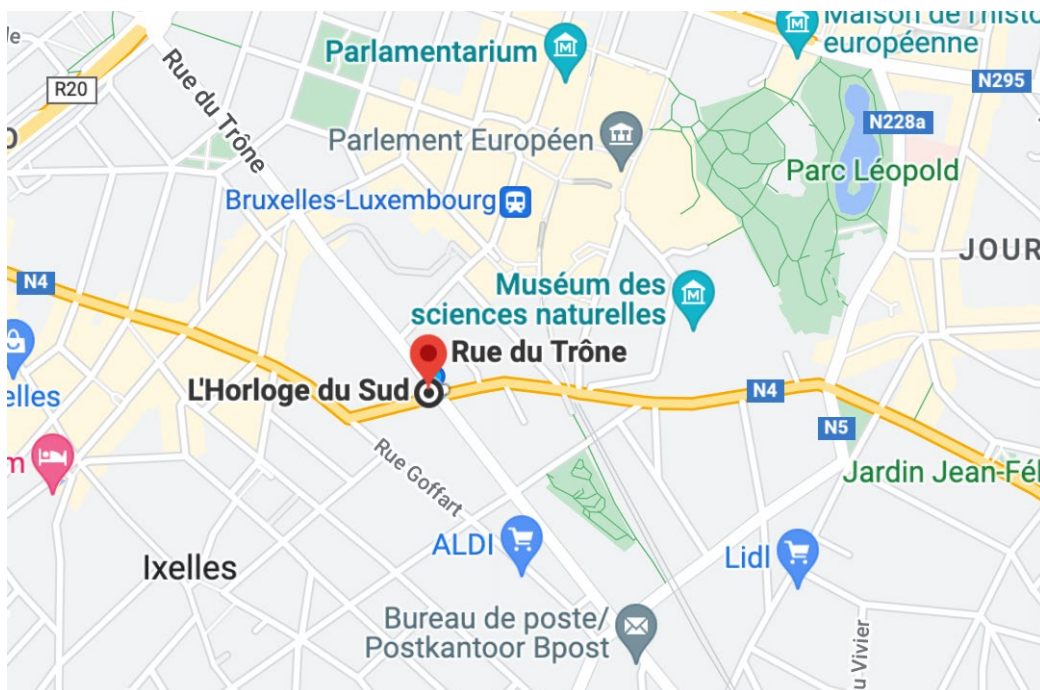 Maison de l'histo
européenne
le
Parlamentarium
R20
N295
Rue du Trône
N228a
Parlement Européen
Parc Léopold
Bruxelles-Luxembourg
JOUR
N4
Muséum des
sciences naturelles
Rue du Trône
L'Horloge du Sud
elles
N4
N5
m
Rue Goffart
Jardin Jean-Fél
ALDI
Lidl
Ixelles
Bureau de poste/
Postkantoor Bpost
u Vivier